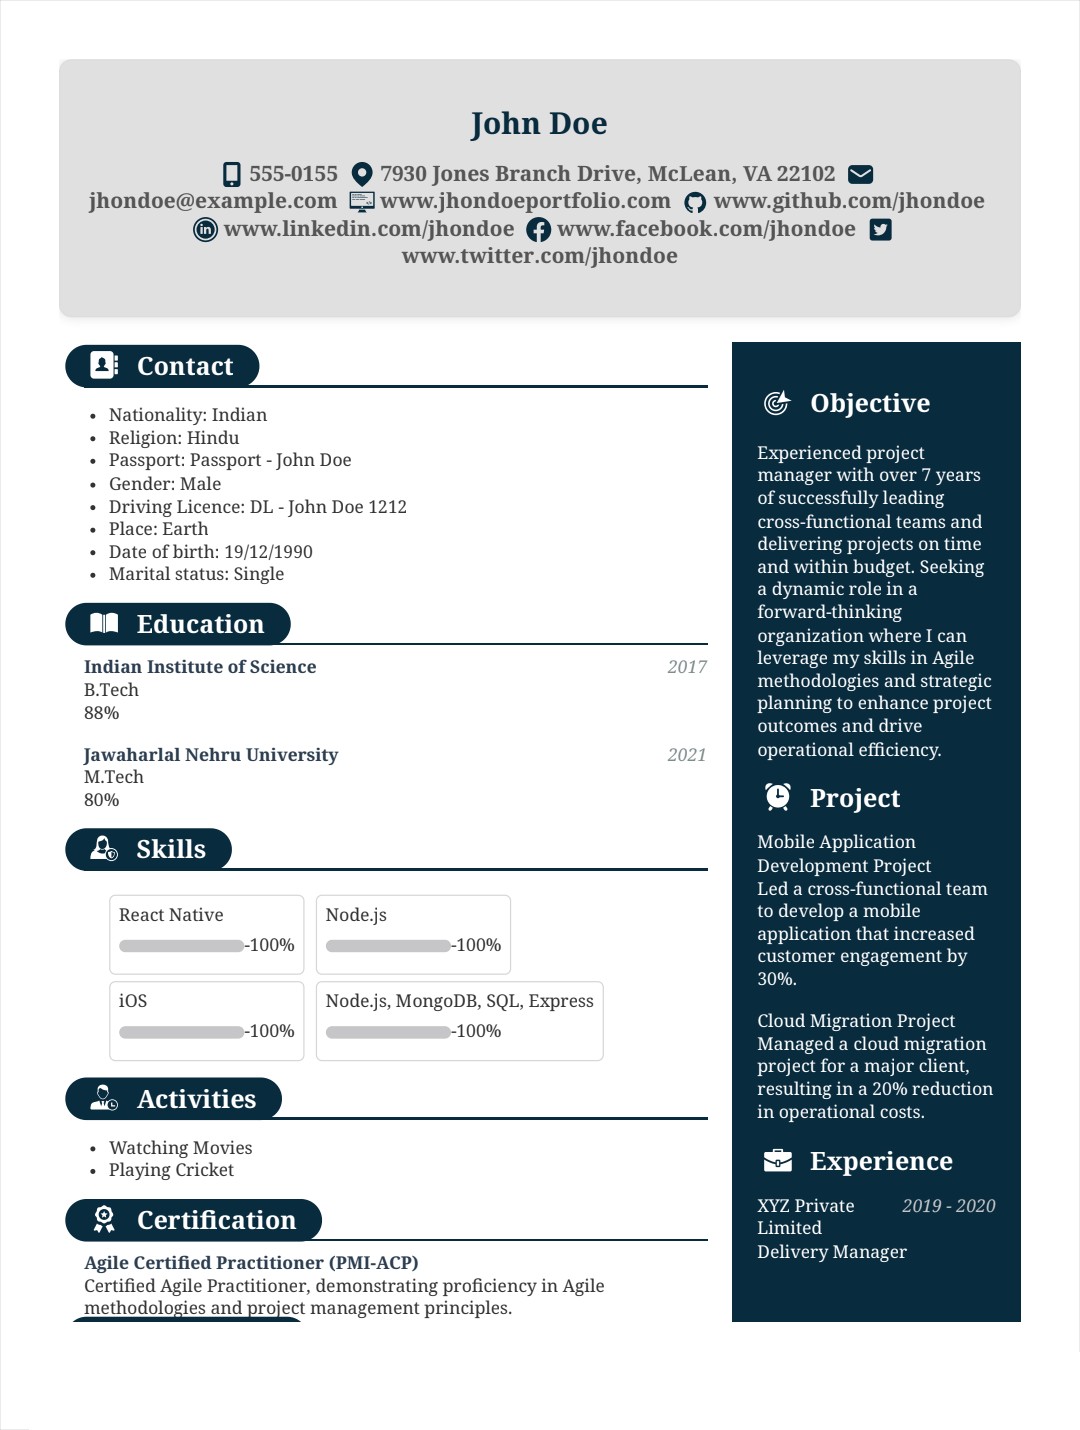 John Doe
555-0155 7930 Jones Branch Drive, McLean, VA 22102
jhondoe@example.com www.jhondoeportfolio.com www.github.com/jhondoe
www.linkedin.com/jhondoe www.facebook.com/jhondoe
www.twitter.com/jhondoe
Contact
• Nationality: Indian
• Religion: Hindu
• Passport: Passport - John Doe
• Gender: Male
• Driving Licence: DL - John Doe 1212
• Place: Earth
• Date of birth: 19/12/1990
• Marital status: Single
Education
Indian Institute of Science 2017
B.Tech
88%
Jawaharlal Nehru University 2021
M.Tech
80%
Skills
React Native
-100%
Node.js
-100%
iOS
-100%
Node.js, MongoDB, SQL, Express
-100%
Activities
• Watching Movies
• Playing Cricket
Certification
Agile Certified Practitioner (PMI-ACP)
Certified Agile Practitioner, demonstrating proficiency in Agile
methodologies and project management principles.
Objective
Experienced project
manager with over 7 years
of successfully leading
cross-functional teams and
delivering projects on time
and within budget. Seeking
a dynamic role in a
forward-thinking
organization where I can
leverage my skills in Agile
methodologies and strategic
planning to enhance project
outcomes and drive
operational efficiency.
Project
Mobile Application
Development Project
Led a cross-functional team
to develop a mobile
application that increased
customer engagement by
30%.
Cloud Migration Project
Managed a cloud migration
project for a major client,
resulting in a 20% reduction
in operational costs.
Experience
XYZ Private 2019 - 2020
Limited
Delivery Manager